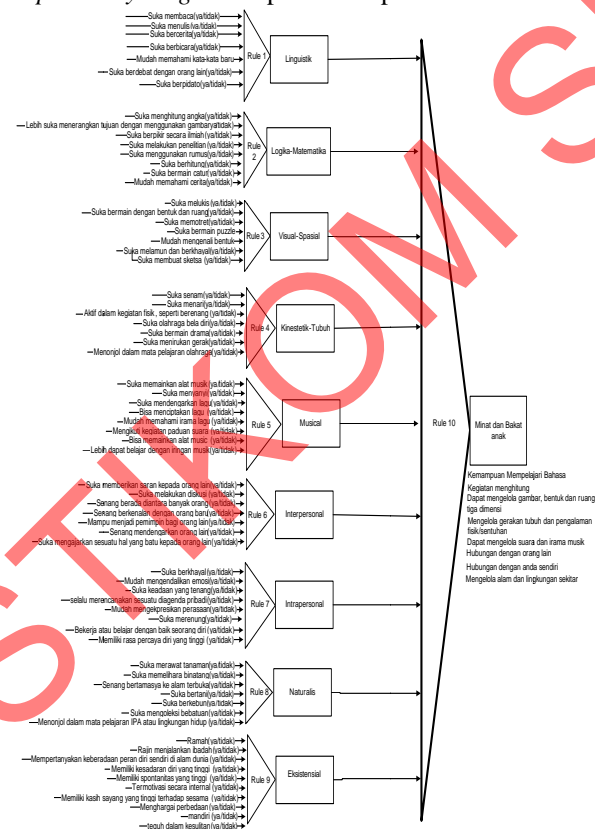 Suka membaca(ya/tidak)
Suka menulis(ya/tidak)
Suka bercerita(ya/tidak)
Suka berbicara(ya/tidak)
Mudah memahami kata-kata baru
Suka berdebat dengan orang lain(ya/tidak)
Suka berpidato(ya/tidak)
Rule 1
Linguistik
Suka menghitung angka(ya/tidak)
Lebih suka menerangkan tujuan dengan menggunakan gambar(ya/tidak)
Suka berpikir secara ilmiah(ya/tidak)
Suka melakukan penelitian (ya/tidak)
Suka menggunakan rumus(ya/tidak)
Suka berhitung(ya/tidak)
Suka bermain catur(ya/tidak)
Mudah memahami cerita(ya/tidak)
Rule 2
Logika-Matematika
Suka melukis (ya/tidak)
Suka bermain dengan bentuk dan ruang(ya/tidak)
Suka memotret(ya/tidak)
Suka bermain puzzle
Mudah mengenali bentuk
Suka melamun dan berkhayal(ya/tidak)
Suka membuat sketsa (ya/tidak)
Rule 3
Visual-Spasial
Suka senam(ya/tidak)
Suka menari(ya/tidak)
Aktif dalam kegiatan fisik, seperti berenang (ya/tidak)
Suka olahraga bela diri(ya/tidak)
Suka bermain drama(ya/tidak)
Suka menirukan gerak(ya/tidak)
Menonjol dalam mata pelajaran olahraga(ya/tidak)
Rule 4
Kinestetik-Tubuh
Suka memainkan alat musik (ya/tidak)
Suka menyanyi(ya/tidak)
Suka mendengarkan lagu(ya/tidak)
Bisa menciptakan lagu (ya/tidak)
Mudah memahami irama lagu (ya/tidak)
Mengikuti kegiatan paduan suara (ya/tidak)
Bisa memainkan alat music (ya/tidak)
Lebih dapat belajar dengan iringan musik(ya/tidak)
Rule 5
Musical
Suka memberikan saran kepada orang lain(ya/tidak)
Suka melakukan diskusi (ya/tidak)
Senang berada diantara banyak orang(ya/tidak)
Senang berkenalan dengan orang baru(ya/tidak)
Mampu menjadi pemimpin bagi orang lain(ya/tidak)
Senang mendengarkan orang lain(ya/tidak)
Suka mengajarkan sesuatu hal yang batu kepada orang lain(ya/tidak)
Rule 6
Interpersonal
Suka berkhayal(ya/tidak)
Mudah mengendalikan emosi(ya/tidak)
Suka keadaan yang tenang(ya/tidak)
selalu merencanakan sesuatu diagenda pribadi(ya/tidak)
Mudah mengekpresikan perasaan(ya/tidak)
Suka merenung(ya/tidak)
Bekerja atau belajar dengan baik seorang diri (ya/tidak)
Memiliki rasa percaya diri yang tinggi (ya/tidak)
Rule 7
Intrapersonal
Suka merawat tanaman(ya/tidak)
Suka memelihara binatang(ya/tidak)
Senang bertamasya ke alam terbuka(ya/tidak)
Suka bertani(ya/tidak)
Suka berkebun(ya/tidak)
Suka mengoleksi bebatuan(ya/tidak)
Menonjol dalam mata pelajaran IPA atau lingkungan hidup (ya/tidak)
Rule 8
Naturalis
Ramah(ya/tidak)
Rajin menjalankan ibadah(ya/tidak)
Mempertanyakan keberadaan peran diri sendiri di alam dunia (ya/tidak)
Memiliki kesadaran diri yang tinggi (ya/tidak)
Memiliki spontanitas yang tinggi (ya/tidak)
Termotivasi secara internal (ya/tidak)
Memiliki kasih sayang yang tinggi terhadap sesama (ya/tidak)
Menghargai perbedaan(ya/tidak)
mandiri (ya/tidak)
teguh dalam kesulitan(ya/tidak)
Rule 9
Eksistensial
Rule 10
Minat dan Bakat
anak
Kemampuan Mempelajari Bahasa
Kegiatan menghitung
Dapat mengelola gambar, bentuk dan ruang
tiga dimensi
Mengelola gerakan tubuh dan pengalaman
fisik/sentuhan
Dapat mengelola suara dan irama musik
Hubungan dengan orang lain
Hubungan dengan anda sendiri
Mengelola alam dan lingkungan sekitar
STIKOM S